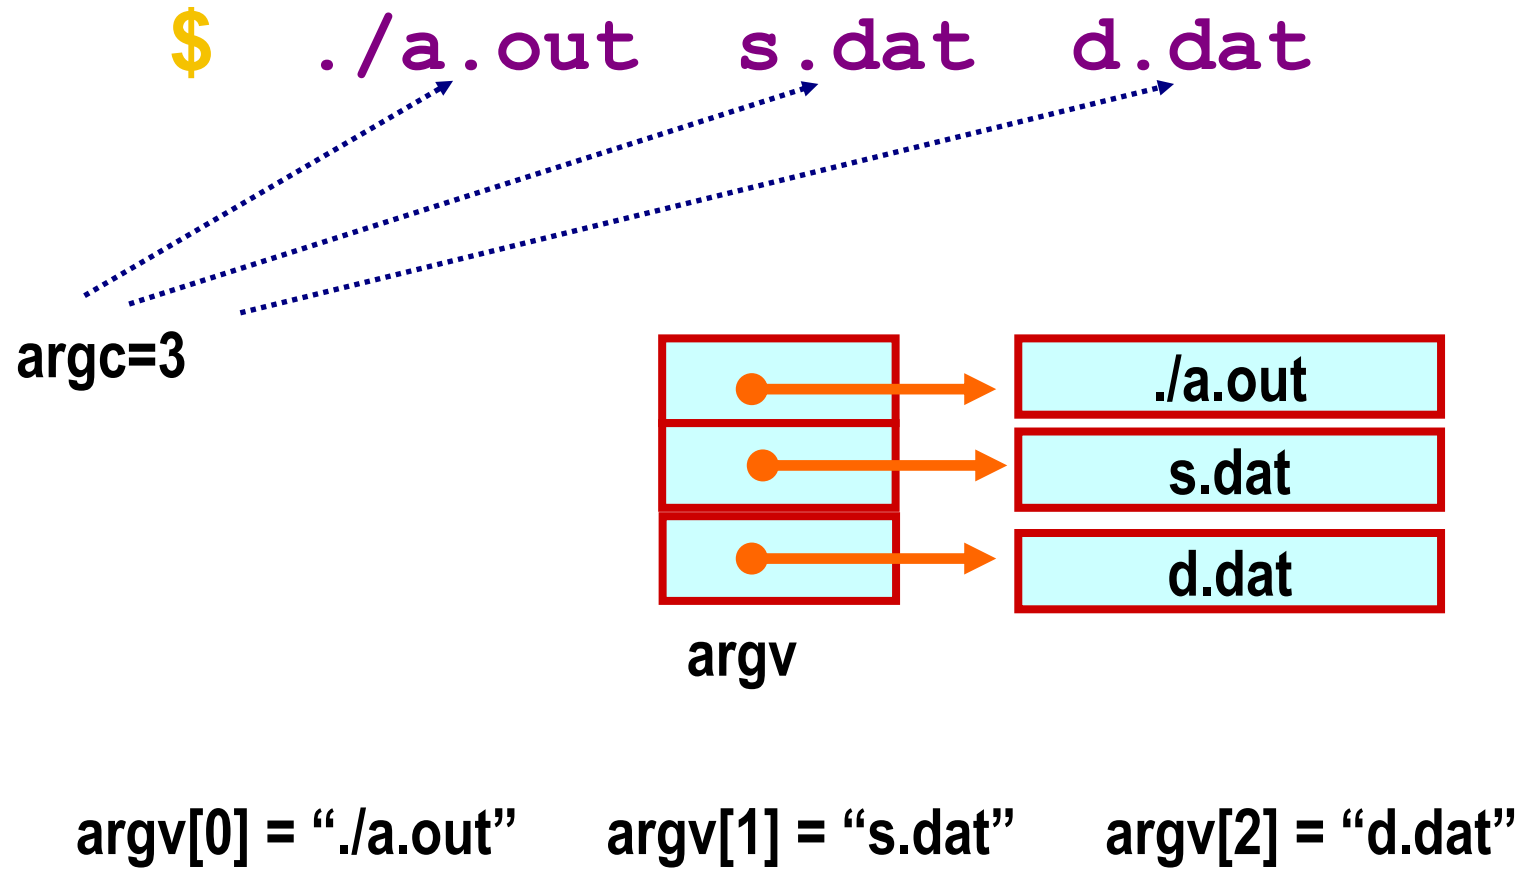 $ ./a.out s.dat d.dat
argc=3
./a.out
s.dat
d.dat
argv
argv[0] = “./a.out” argv[1] = “s.dat” argv[2] = “d.dat”